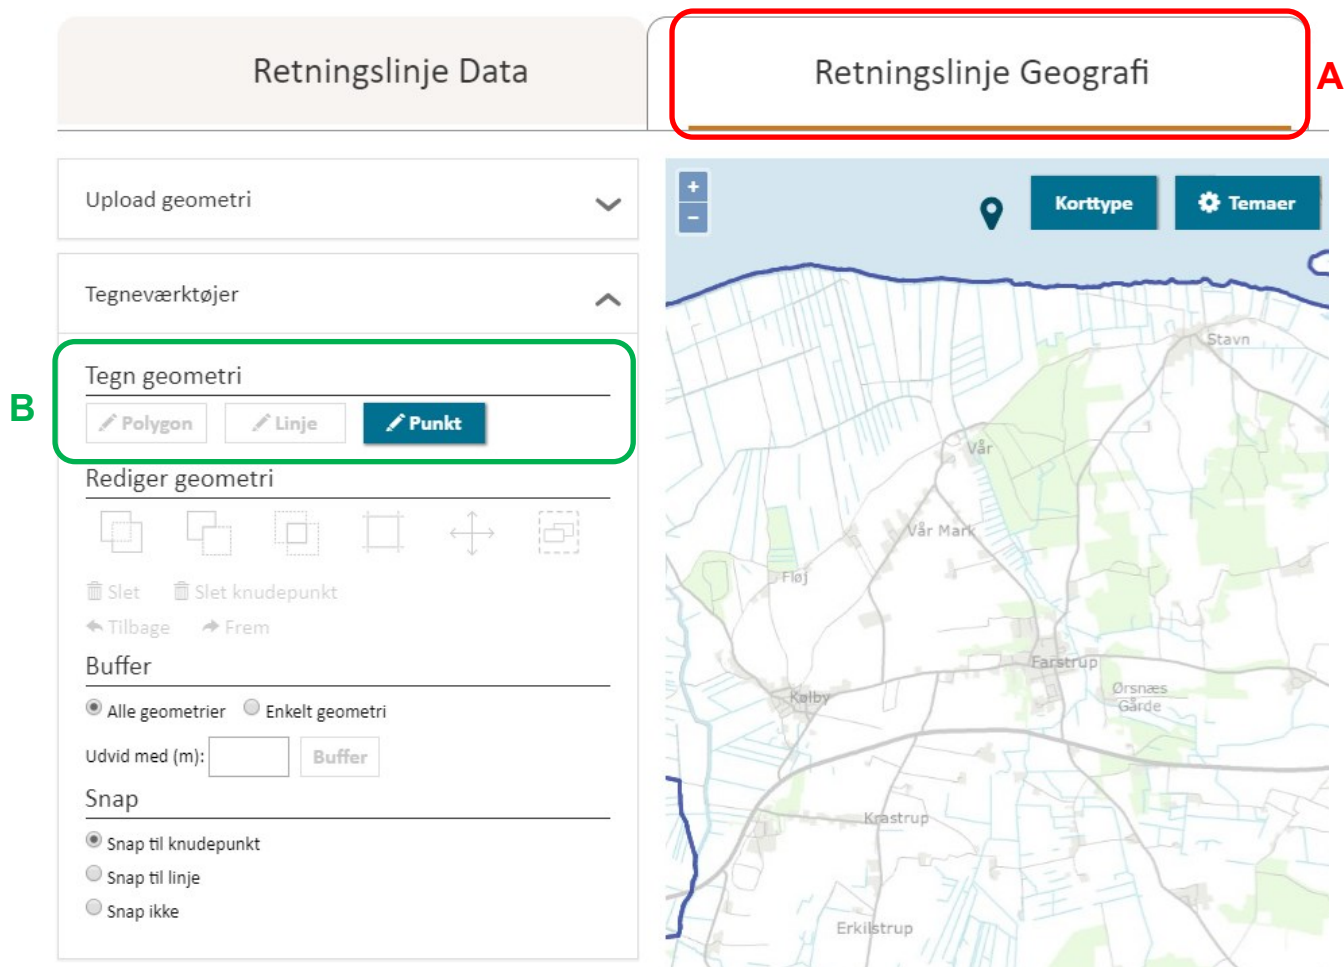 Retningslinje Data
Retningslinje Geografi
A
Upload geometri
Tegneværktøjer
B
Tegn geometri
Polygon Linje Punkt
Rediger geometri
Slet Slet knudepunkt
Tilbage Frem
Buffer
Alle geometrier Enkelt geometri
Udvid med (m): Buffer
Snap
Snap til knudepunkt
Snap til linje
Snap ikke
+
−
Korttype Temaer
Stavn
Vår
Vår Mark
Fløj
Farstrup
Kølby
Ørsnæs
Gårde
Krastrup
Erkilstrup